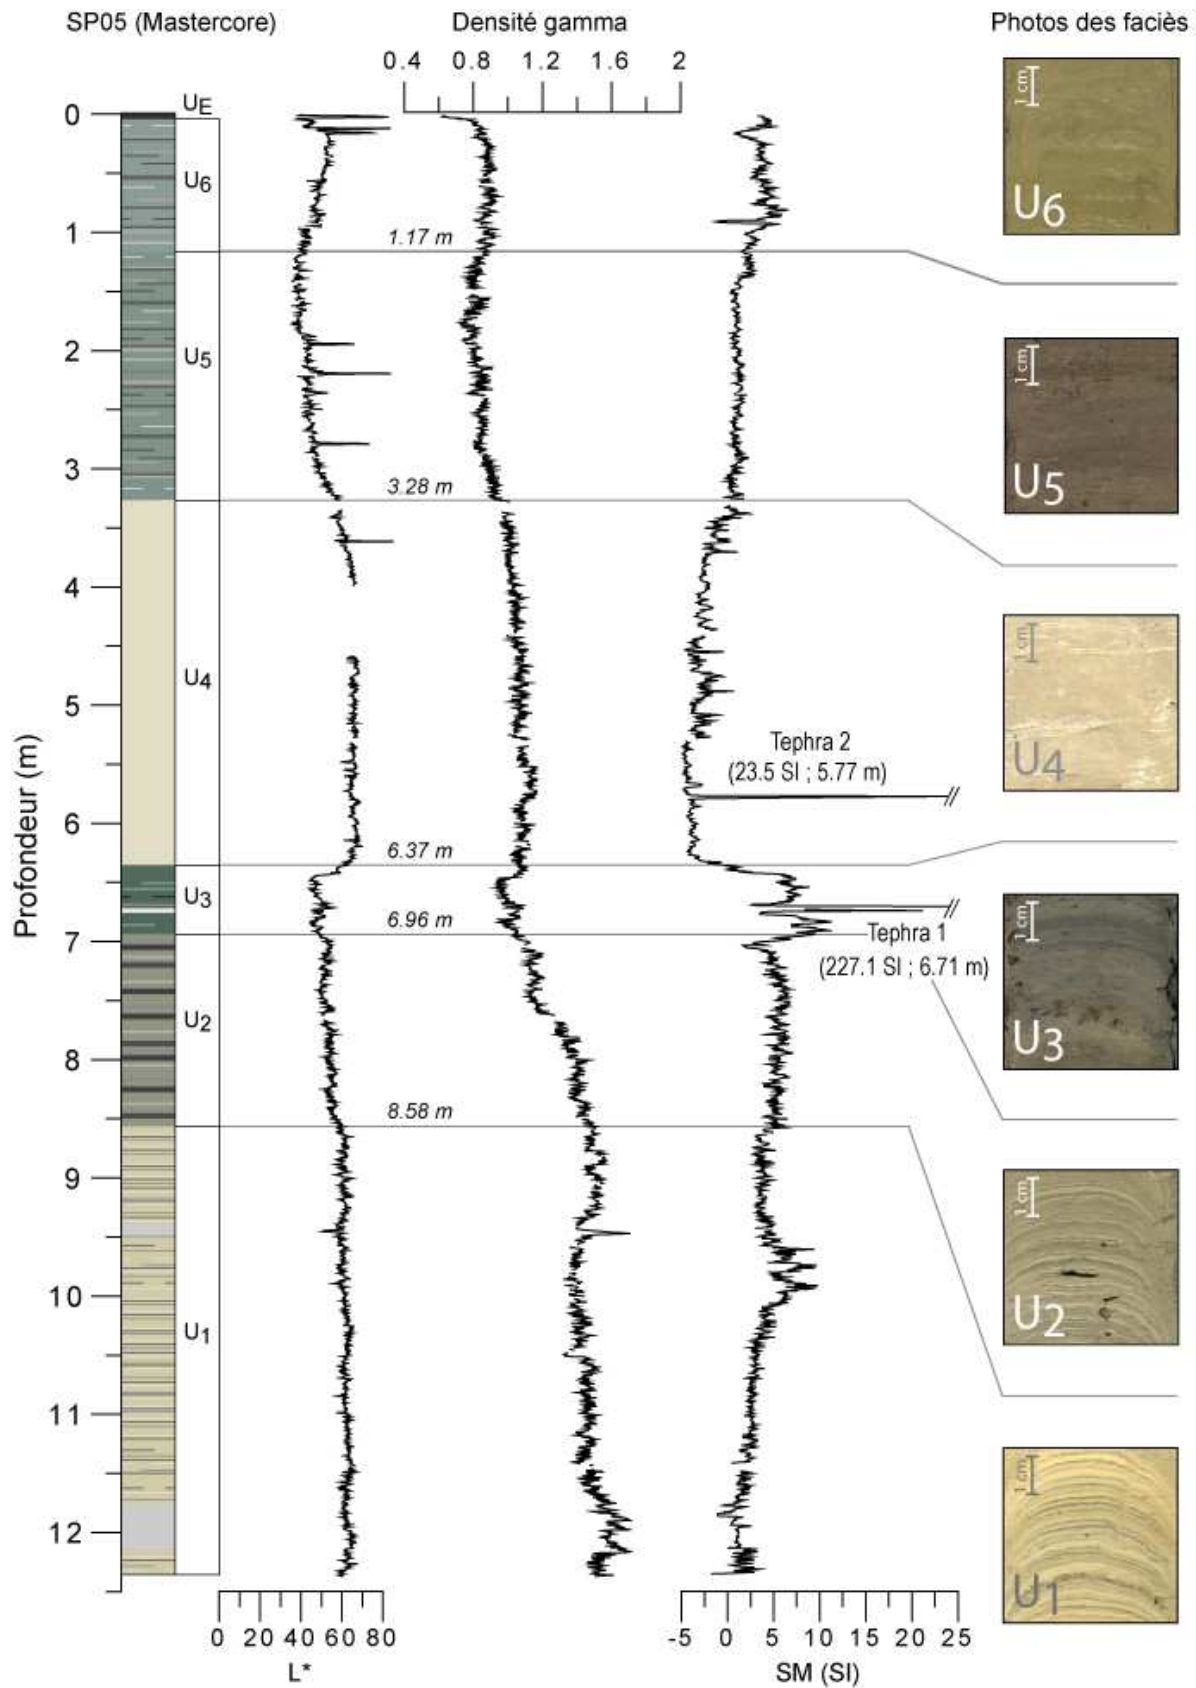 SP05 (Mastercore) Densité gamma Photos des faciès
0.4 0.8 1.2 1.6 2
1 cm
U6
0 UE
U6
1 1.17 m
1 cm
U5
2 U5
3 3.28 m
4
1 cm
U4
U4
5
Tephra 2
(23.5 SI ; 5.77 m)
Profondeur (m)
6
6.37 m
U3
1 cm
U3
6.96 m
7 Tephra 1
(227.1 SI ; 6.71 m)
U2
8
8.58 m
1 cm
U2
9
10
U1
11
1 cm
U1
12
0 20 40 60 80 -5 0 5 10 15 20 25
L* SM (SI)